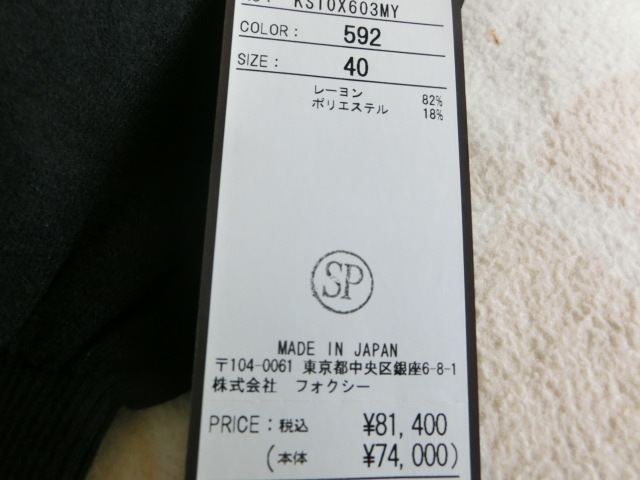 KS10X603MY
COLOR: 592
SIZE: 40
レーヨン 82%
ポリエステル 18%
SP
MADE IN JAPAN
〒104-0061 東京都中央区銀座6-8-1
株式会社 フォクシー
PRICE:税込 ¥81,400
(本体 ¥74,000)